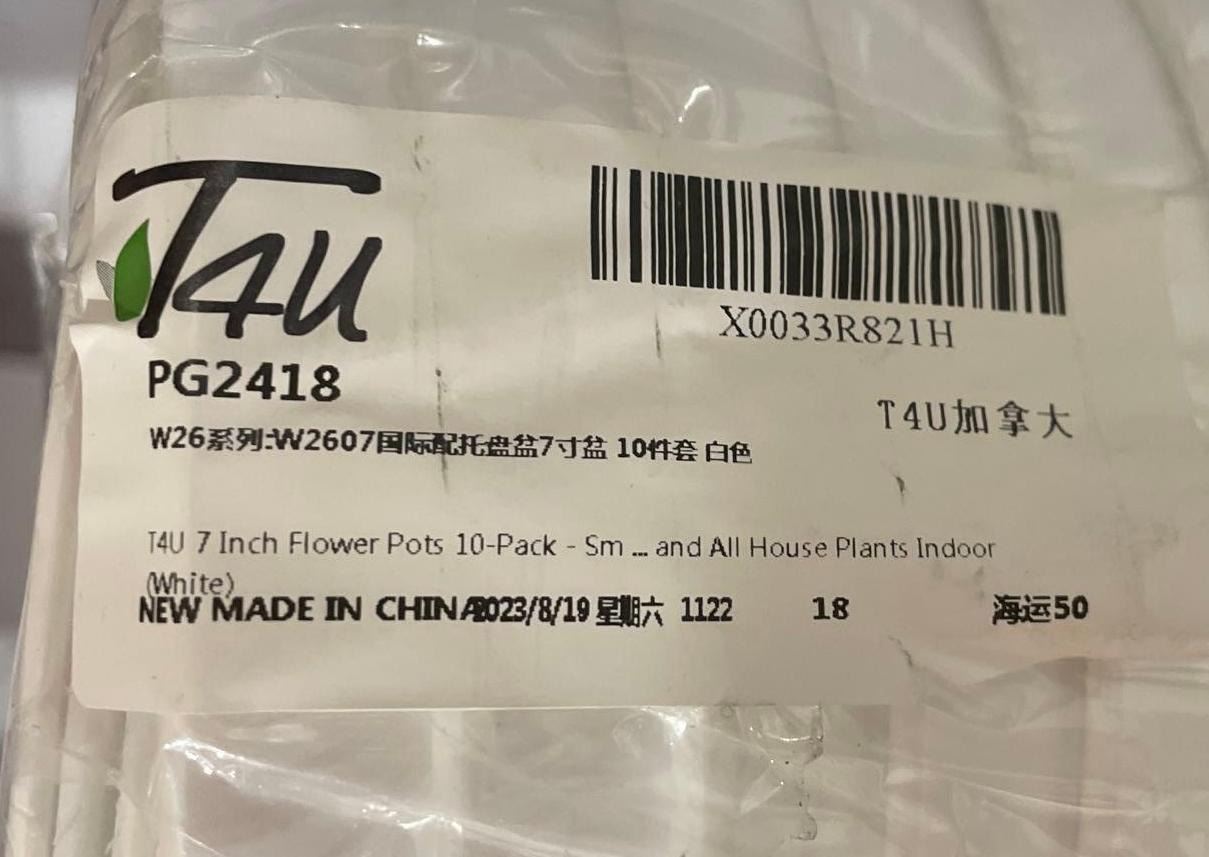 T4U
X0033R821H
PG2418
T4U加拿大
W26系列:W2607国际配托盘盆7寸盆 10件套 白色
T4U 7 Inch Flower Pots 10-Pack - Sm ... and All House Plants Indoor
(White)
NEW MADE IN CHINA2023/8/19 星期六 1122 18 海运50